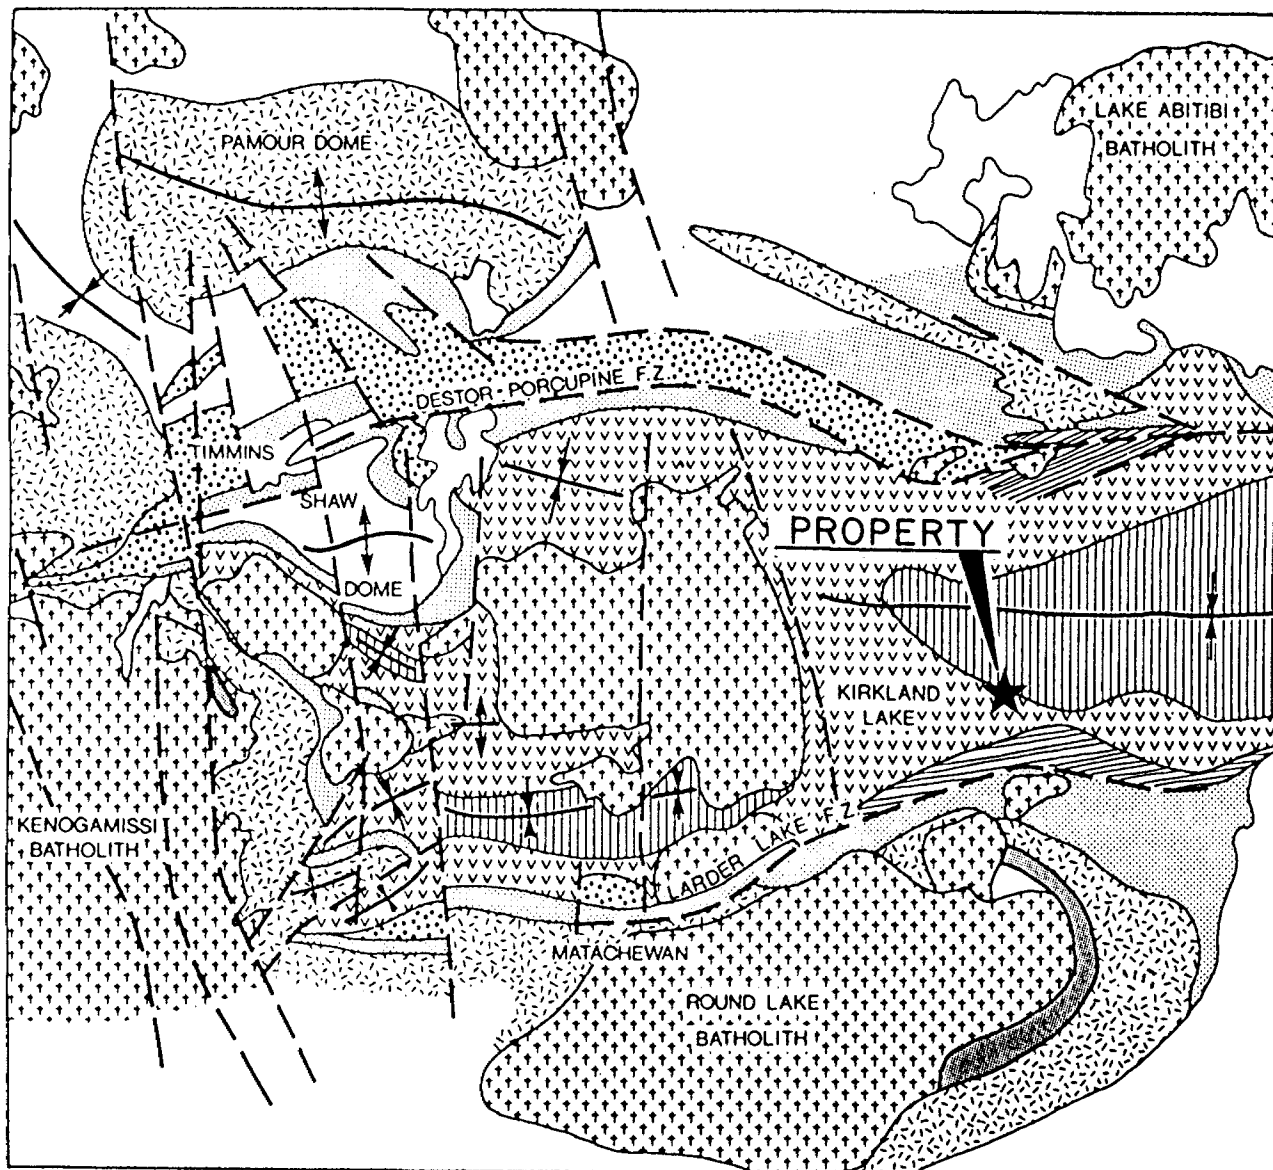 PAMOUR DOME
LAKE ABITIBI
BATHOLITH
DESTOR PORCUPINE F.Z.
TIMMINS
SHAW
DOME
PROPERTY
KIRKLAND
LAKE
KENOGAMISSI
BATHOLITH
LARDER LAKE F.Z.
MATACHEWAN
ROUND LAKE
BATHOLITH